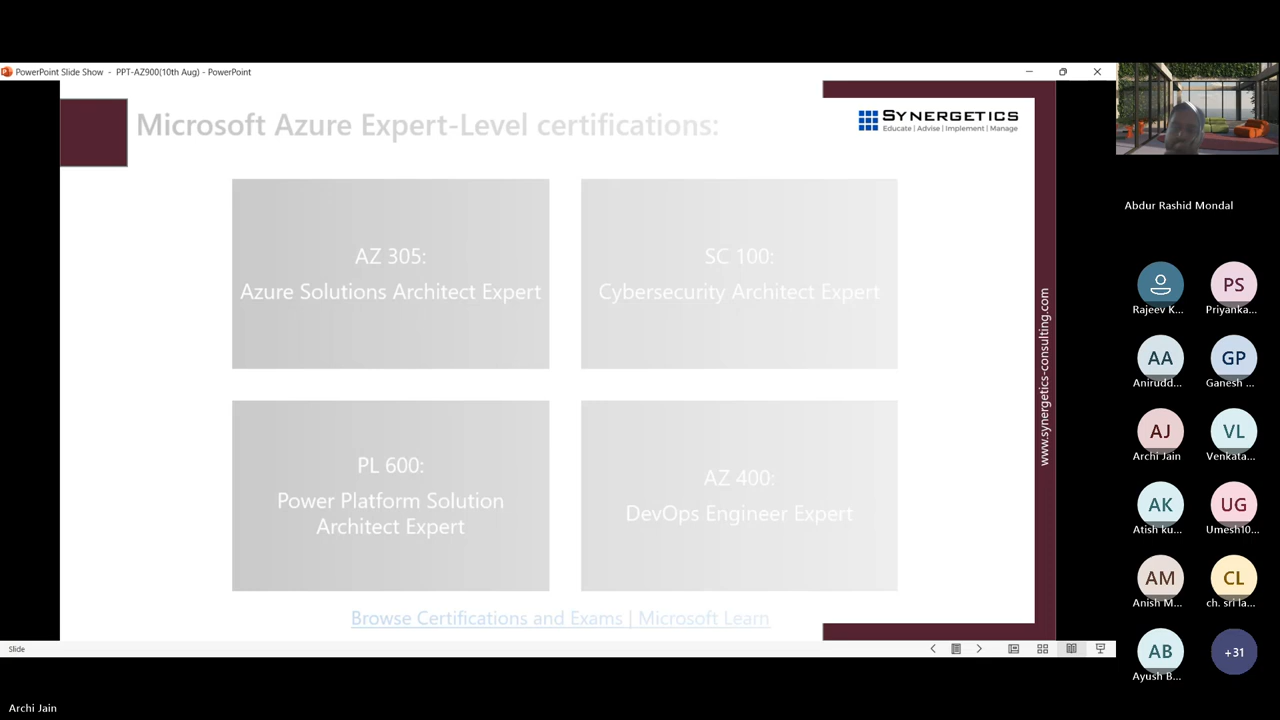 PowerPoint Slide Show - PPT-AZ900(10th Aug) - PowerPoint
Microsoft Azure Expert-Level certifications:
SYNERGETICS
Educate | Advise | Implement | Manage
AZ 305:
Azure Solutions Architect Expert
SC 100:
Cybersecurity Architect Expert
PL 600:
Power Platform Solution
Architect Expert
AZ 400:
DevOps Engineer Expert
Browse Certifications and Exams | Microsoft Learn
www.synergetics-consulting.com
Slide
Abdur Rashid Mondal
Rajeev K...
PS
Priyanka...
AA
Anirudd...
GP
Ganesh ...
AJ
Archi Jain
VL
Venkata...
AK
Atish ku...
UG
Umesh10...
AM
Anish M...
CL
ch. sri la...
AB
Ayush B...
+31
Archi Jain